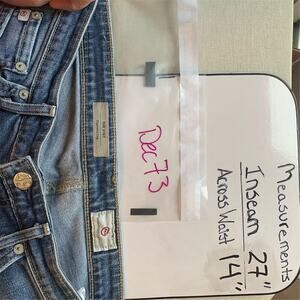 Measurements
Inseam 27"
Across Waist 14"
Dec73